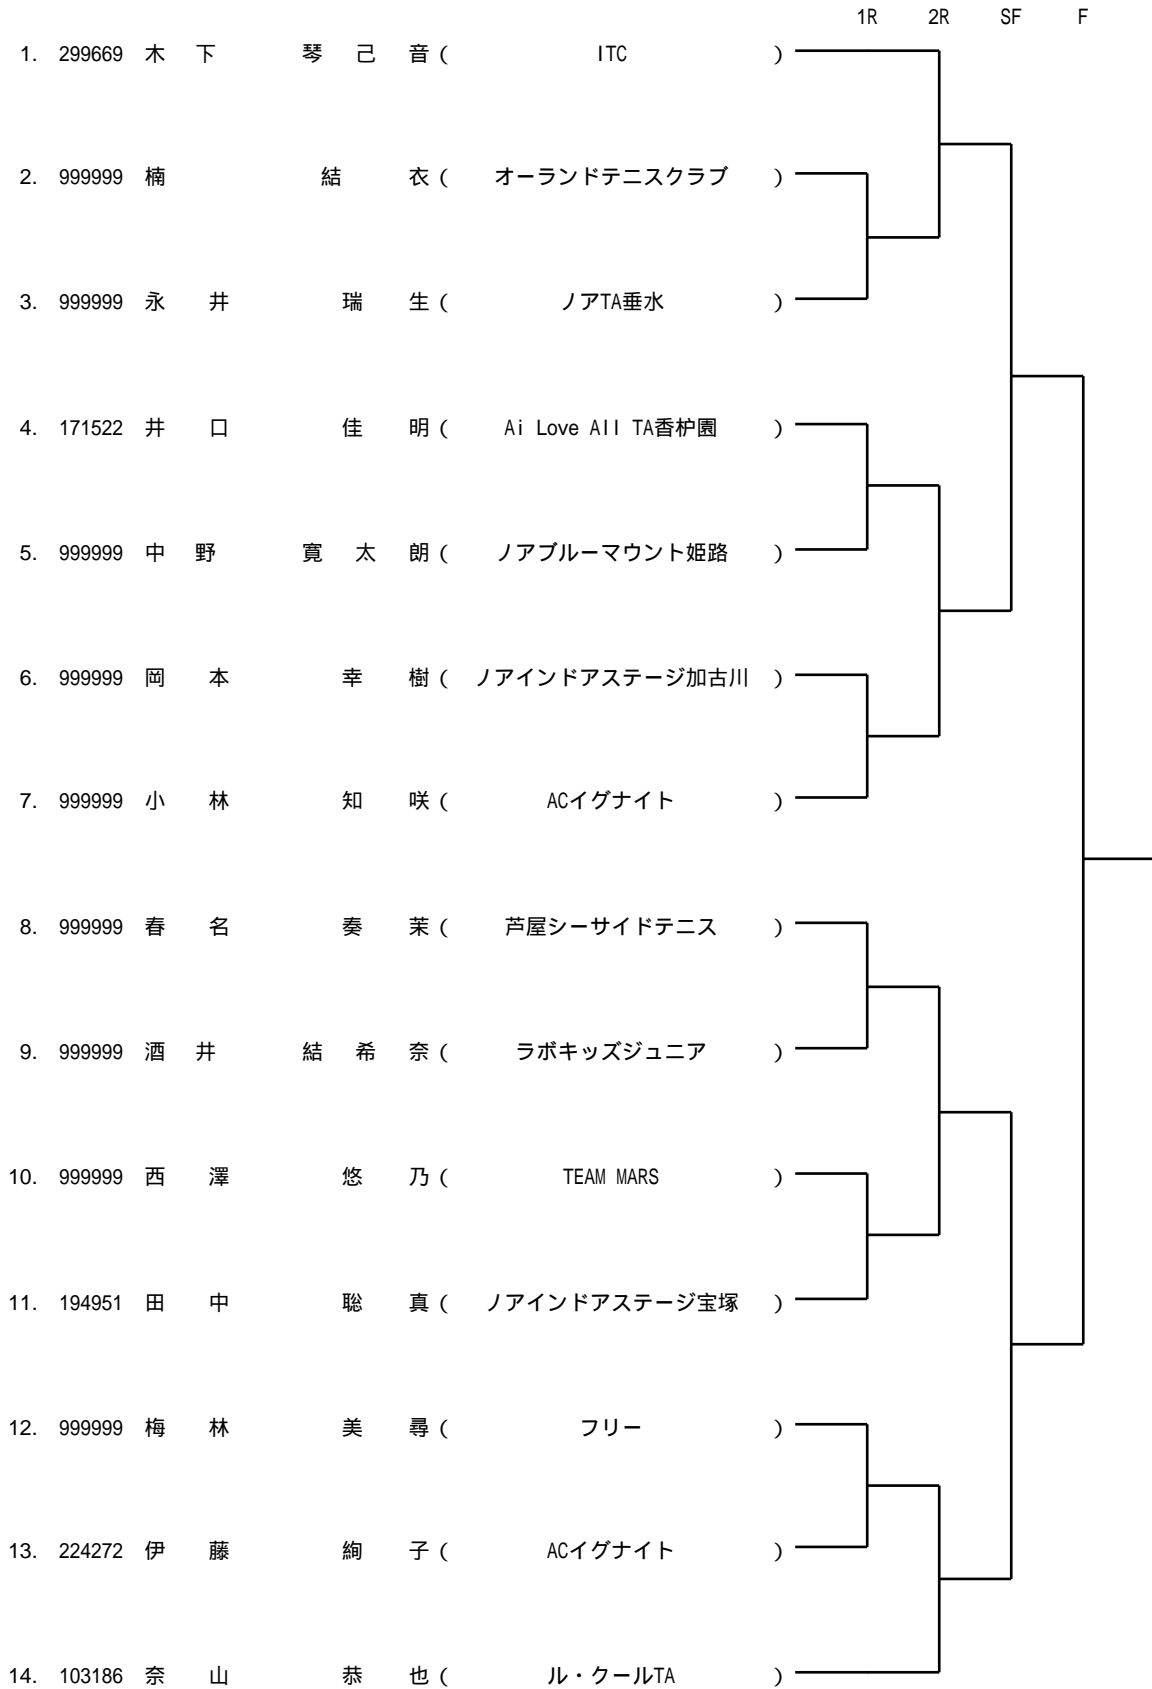 1R 2R SF F
1. 299669 木下 琴己音 ( ITC )
2. 999999 楠 結衣 ( オーランドテニスクラブ )
3. 999999 永井 瑞生 ( ノアTA垂水 )
4. 171522 井口 佳明 ( Ai Love All TA香枦園 )
5. 999999 中野 寛太朗 ( ノアブルーマウント姫路 )
6. 999999 岡本 幸樹 ( ノアインドアステージ加古川 )
7. 999999 小林 知咲 ( ACイグナイト )
8. 999999 春名 奏茉 ( 芦屋シーサイドテニス )
9. 999999 酒井 結希奈 ( ラボキッズジュニア )
10. 999999 西澤 悠乃 ( TEAM MARS )
11. 194951 田中 聡真 ( ノアインドアステージ宝塚 )
12. 999999 梅林 美尋 ( フリー )
13. 224272 伊藤 絢子 ( ACイグナイト )
14. 103186 奈山 恭也 ( ル・クールTA )